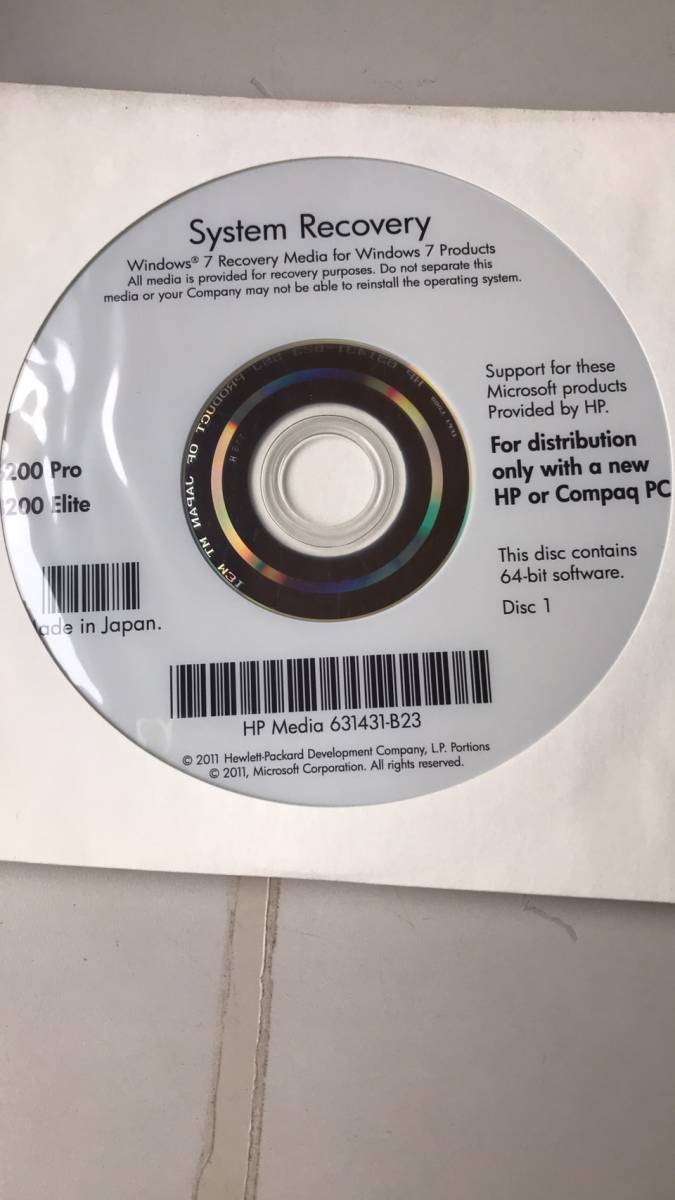 System Recovery
Windows® 7 Recovery Media for Windows 7 Products
All media is provided for recovery purposes. Do not separate this
media or your Company may not be able to reinstall the operating system.
Support for these
Microsoft products
Provided by HP.
For distribution
only with a new
HP or Compaq PC
200 Pro
200 Elite
This disc contains
64-bit software.
Disc 1
ade in Japan.
HP Media 631431-B23
© 2011 Hewlett-Packard Development Company, L.P. Portions
© 2011, Microsoft Corporation. All rights reserved.
PRODUCT OF JAPAN TM